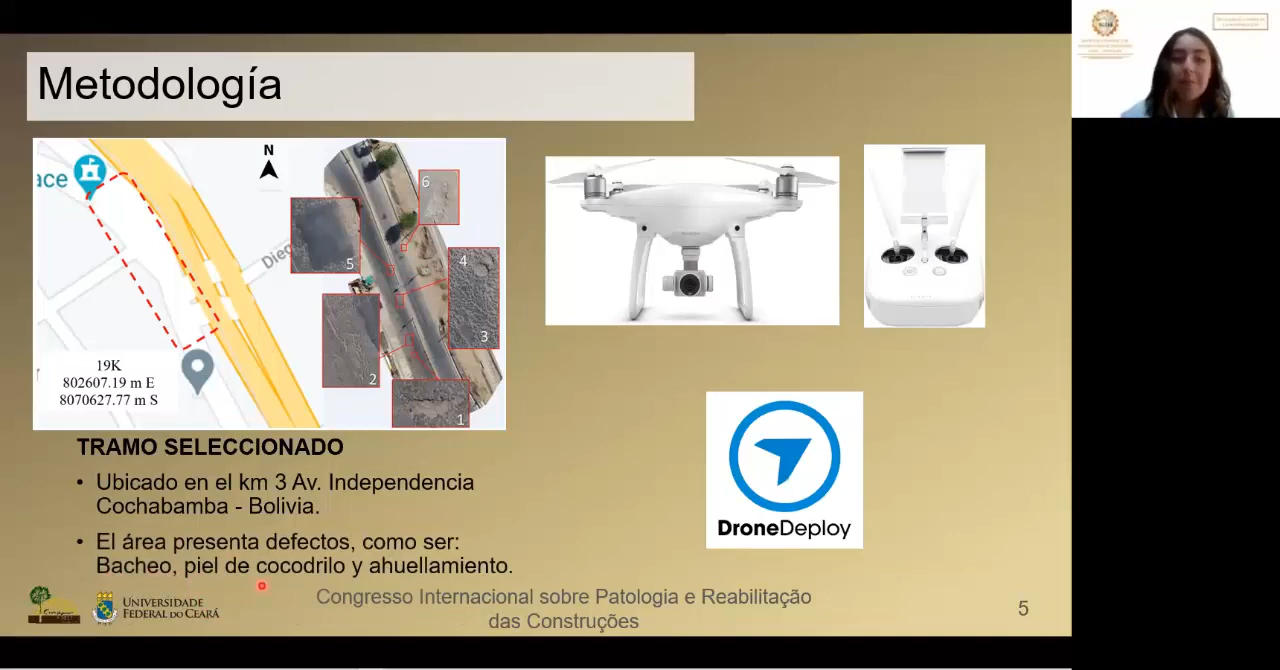 Metodología
ace
N
Dieg
19K
802607.19 m E
8070627.77 m S
6
5
4
3
2
1
TRAMO SELECCIONADO
• Ubicado en el km 3 Av. Independencia
Cochabamba - Bolivia.
• El área presenta defectos, como ser:
Bacheo, piel de cocodrilo y ahuellamiento.
DroneDeploy
UNIVERSIDADE
FEDERAL DO CEARÁ
Congresso Internacional sobre Patologia e Reabilitação
das Construções
5